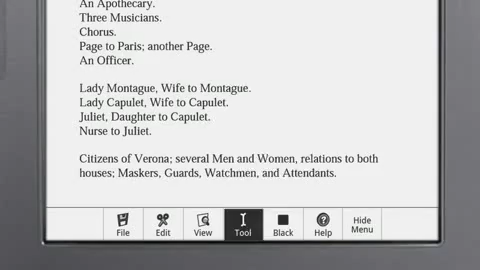 An Apothecary.
Three Musicians.
Chorus.
Page to Paris; another Page.
An Officer.
Lady Montague, Wife to Montague.
Lady Capulet, Wife to Capulet.
Juliet, Daughter to Capulet.
Nurse to Juliet.
Citizens of Verona; several Men and Women, relations to both
houses; Maskers, Guards, Watchmen, and Attendants.
File Edit View Tool Black Help Hide
Menu